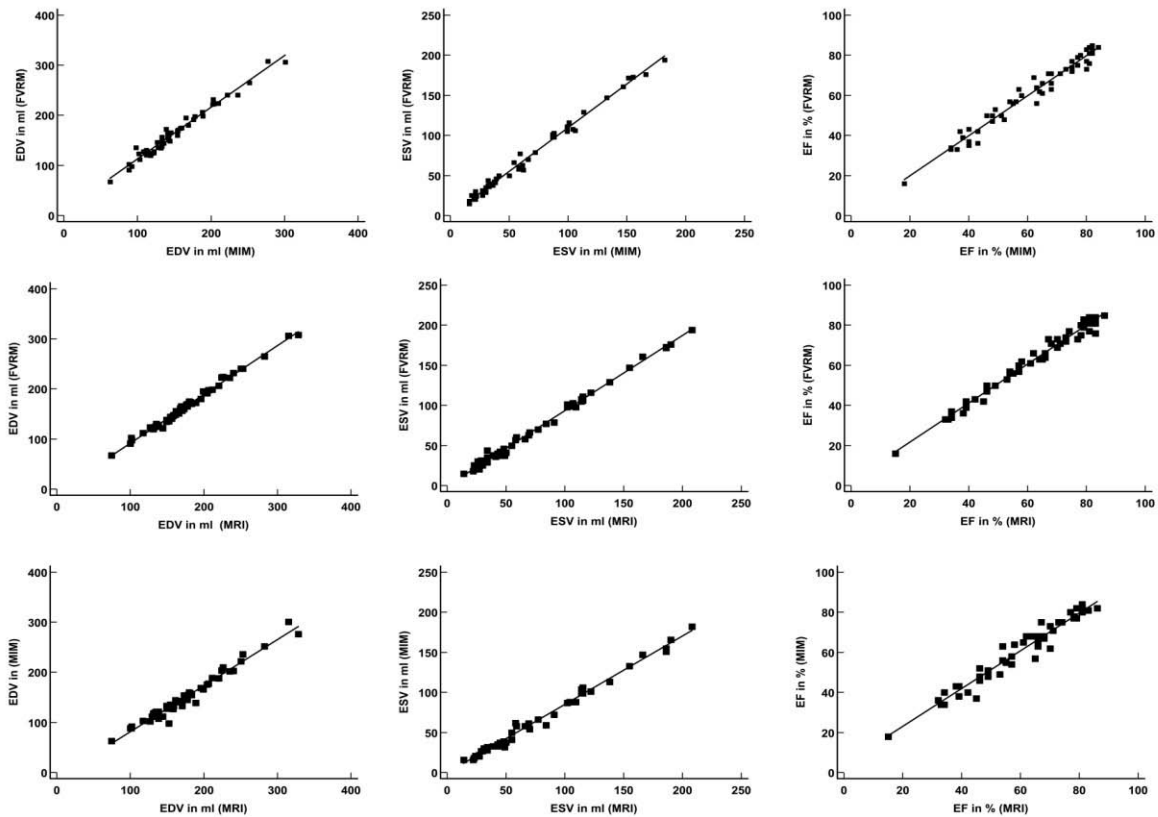 400
300
200
100
0
EDV in ml (FVRM)
0 100 200 300 400
EDV in ml (MIM)
250
200
150
100
50
0
ESV in ml (FVRM)
0 50 100 150 200 250
ESV in ml (MIM)
100
80
60
40
20
0
EF in % (FVRM)
0 20 40 60 80 100
EF in % (MIM)
400
300
200
100
0
EDV in ml (FVRM)
0 100 200 300 400
EDV in ml (MRI)
250
200
150
100
50
0
ESV in ml (FVRM)
0 50 100 150 200 250
ESV in ml (MRI)
100
80
60
40
20
0
EF in % (FVRM)
0 20 40 60 80 100
EF in % (MRI)
400
300
200
100
0
EDV in (MIM)
0 100 200 300 400
EDV in ml (MRI)
250
200
150
100
50
0
ESV in ml (MIM)
0 50 100 150 200 250
ESV in ml (MRI)
100
80
60
40
20
0
EF in % (MIM)
0 20 40 60 80 100
EF in % (MRI)